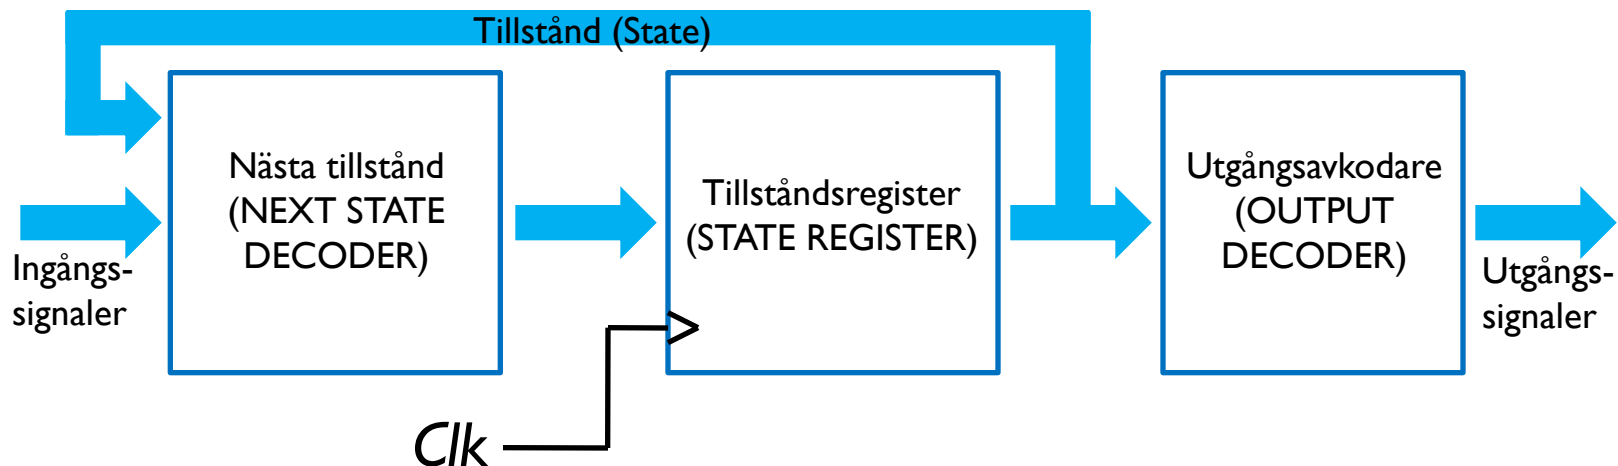 Tillstånd (State)
Nästa tillstånd
(NEXT STATE
DECODER)
Tillståndsregister
(STATE REGISTER)
Utgångsavkodare
(OUTPUT
DECODER)
Ingångs-
signaler
Utgångs-
signaler
Clk